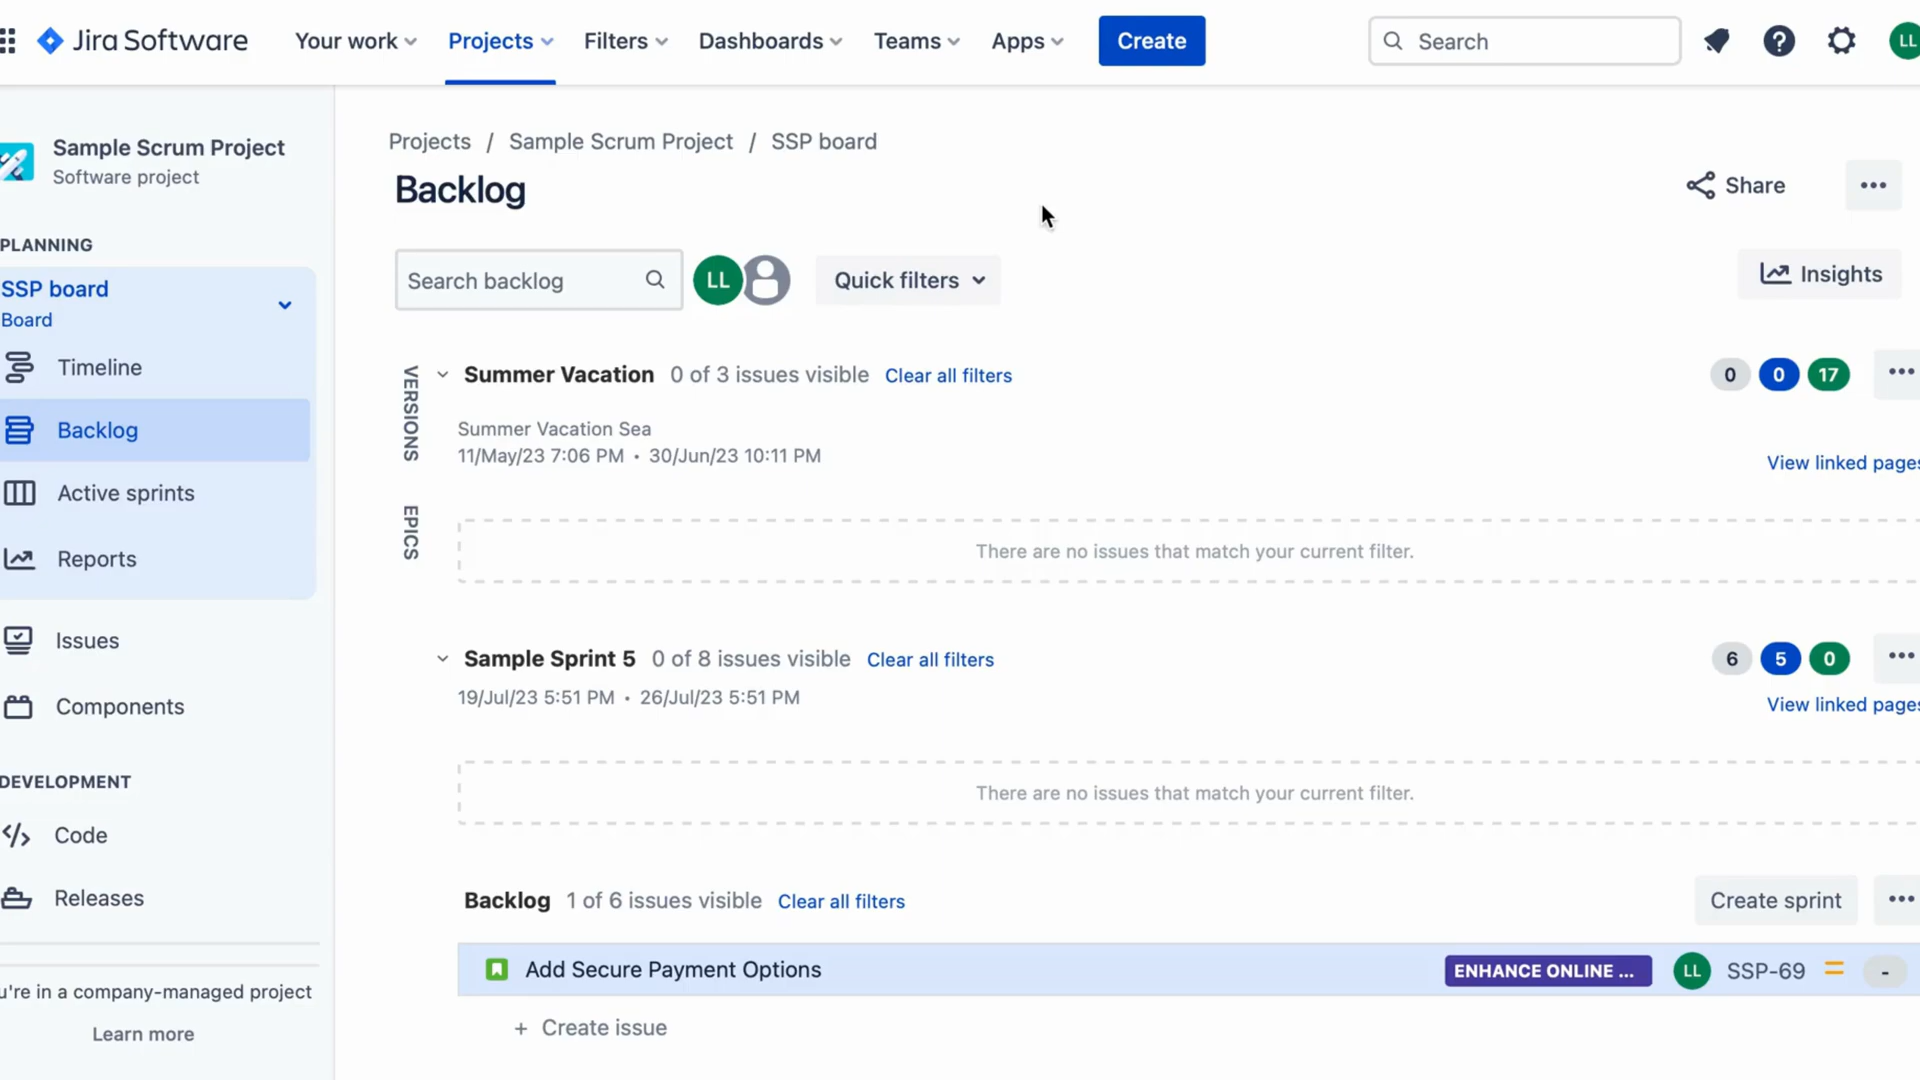 Jira Software Your work Projects Filters Dashboards Teams Apps Create Search LL
Sample Scrum Project
Software project
PLANNING
SSP board
Board
Timeline
Backlog
Active sprints
Reports
Issues
Components
DEVELOPMENT
Code
Releases
u're in a company-managed project
Learn more
Projects / Sample Scrum Project / SSP board
Backlog
Share
Search backlog LL Quick filters
Insights
VERSIONS
EPICS
Summer Vacation 0 of 3 issues visible Clear all filters 0 0 17
Summer Vacation Sea
11/May/23 7:06 PM • 30/Jun/23 10:11 PM
View linked pages
There are no issues that match your current filter.
Sample Sprint 5 0 of 8 issues visible Clear all filters 6 5 0
19/Jul/23 5:51 PM • 26/Jul/23 5:51 PM
View linked pages
There are no issues that match your current filter.
Backlog 1 of 6 issues visible Clear all filters Create sprint
Add Secure Payment Options ENHANCE ONLINE ... LL SSP-69 -
+ Create issue